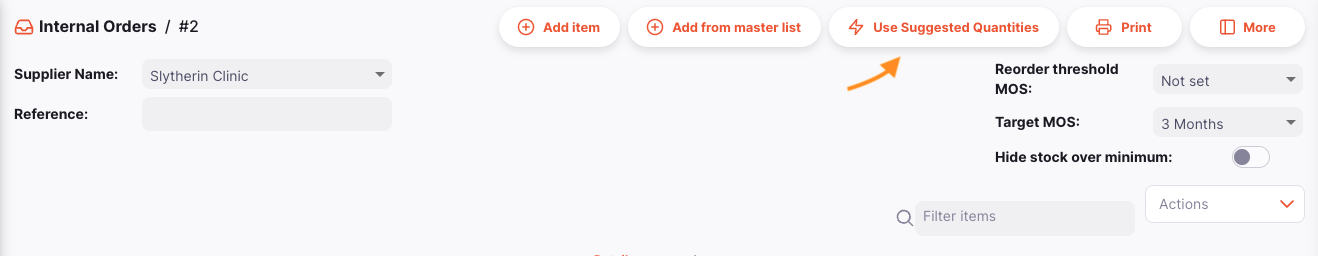 Internal Orders / #2
Add item
Add from master list
Use Suggested Quantities
Print
More
Supplier Name:
Slytherin Clinic
Reference:
Reorder threshold
MOS:
Not set
Target MOS:
3 Months
Hide stock over minimum:
Filter items
Actions